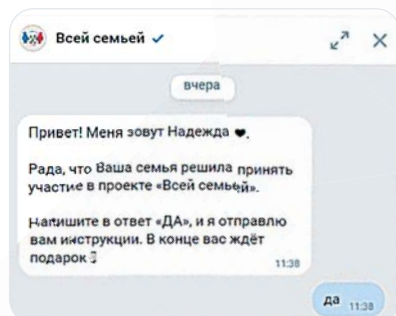 Всей семьей
вчера
Привет! Меня зовут Надежда 🖤.
Рада, что Ваша семья решила принять
участие в проекте «Всей семьей».
Напишите в ответ «ДА», и я отправлю
вам инструкции. В конце вас ждёт
подарок
11:38
да 11:38